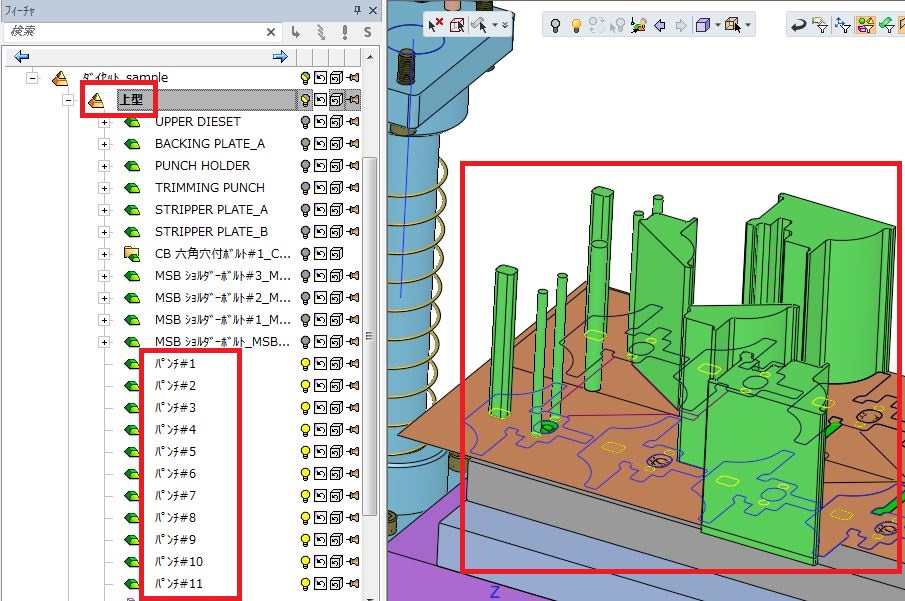 フィーチャ
検索
S
ダイセット_sample
上型
UPPER DIESET
BACKING PLATE_A
PUNCH HOLDER
TRIMMING PUNCH
STRIPPER PLATE_A
STRIPPER PLATE_B
CB 六角穴付ボルト#1_C...
MSB ショルダーボルト#3_M...
MSB ショルダーボルト#2_M...
MSB ショルダーボルト#1_M...
MSB ショルダーボルト_MSB...
パンチ#1
パンチ#2
パンチ#3
パンチ#4
パンチ#5
パンチ#6
パンチ#7
パンチ#8
パンチ#9
パンチ#10
パンチ#11
Z